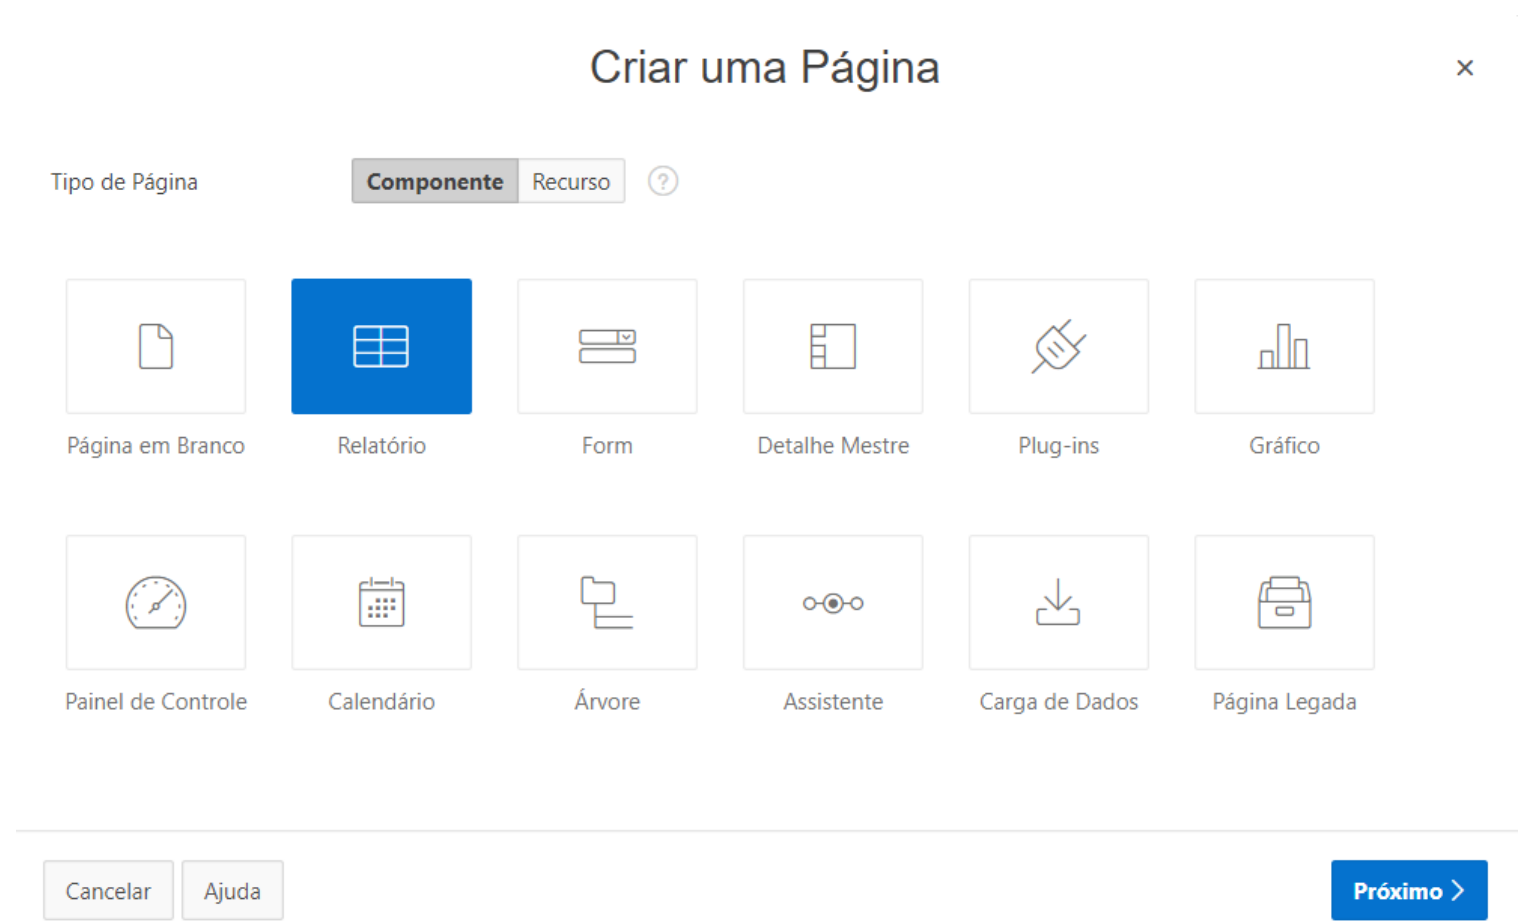 Criar uma Página
Tipo de Página
Componente Recurso ?
Página em Branco Relatório Form Detalhe Mestre Plug-ins Gráfico
Painel de Controle Calendário Árvore Assistente Carga de Dados Página Legada
Cancelar Ajuda Próximo